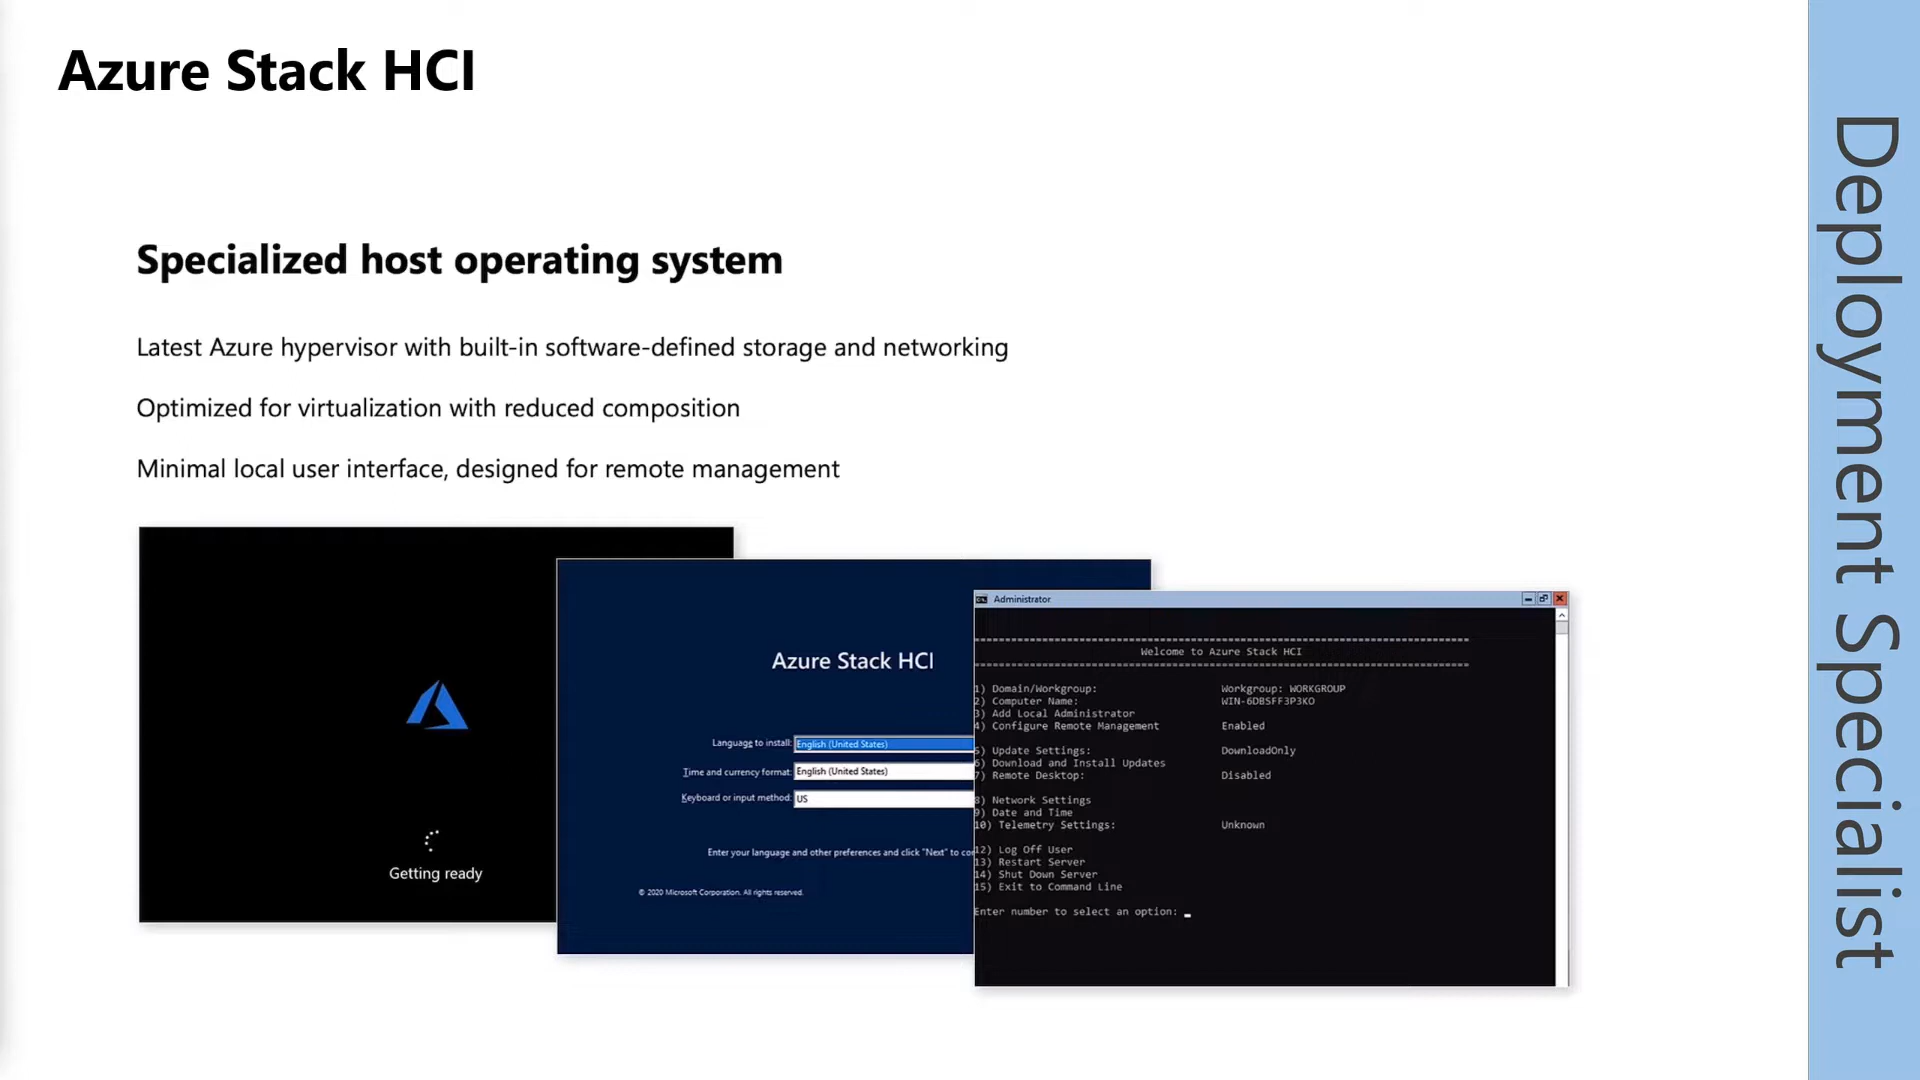 Azure Stack HCI
Specialized host operating system
Latest Azure hypervisor with built-in software-defined storage and networking
Optimized for virtualization with reduced composition
Minimal local user interface, designed for remote management
Getting ready
Azure Stack HCI
Language to install: English (United States)
Time and currency format: English (United States)
Keyboard or input method: US
Enter your language and other preferences and click "Next" to
© 2020 Microsoft Corporation. All rights reserved.
Administrator
Welcome to Azure Stack HCI
1) Domain/Workgroup: Workgroup: WORKGROUP
2) Computer Name: WIN-6DBSFF3P3KO
3) Add Local Administrator
4) Configure Remote Management Enabled
5) Update Settings: DownloadOnly
6) Download and Install Updates
7) Remote Desktop: Disabled
8) Network Settings
9) Date and Time
10) Telemetry Settings: Unknown
12) Log Off User
13) Restart Server
14) Shut Down Server
15) Exit to Command Line
Enter number to select an option:
Deployment Specialist